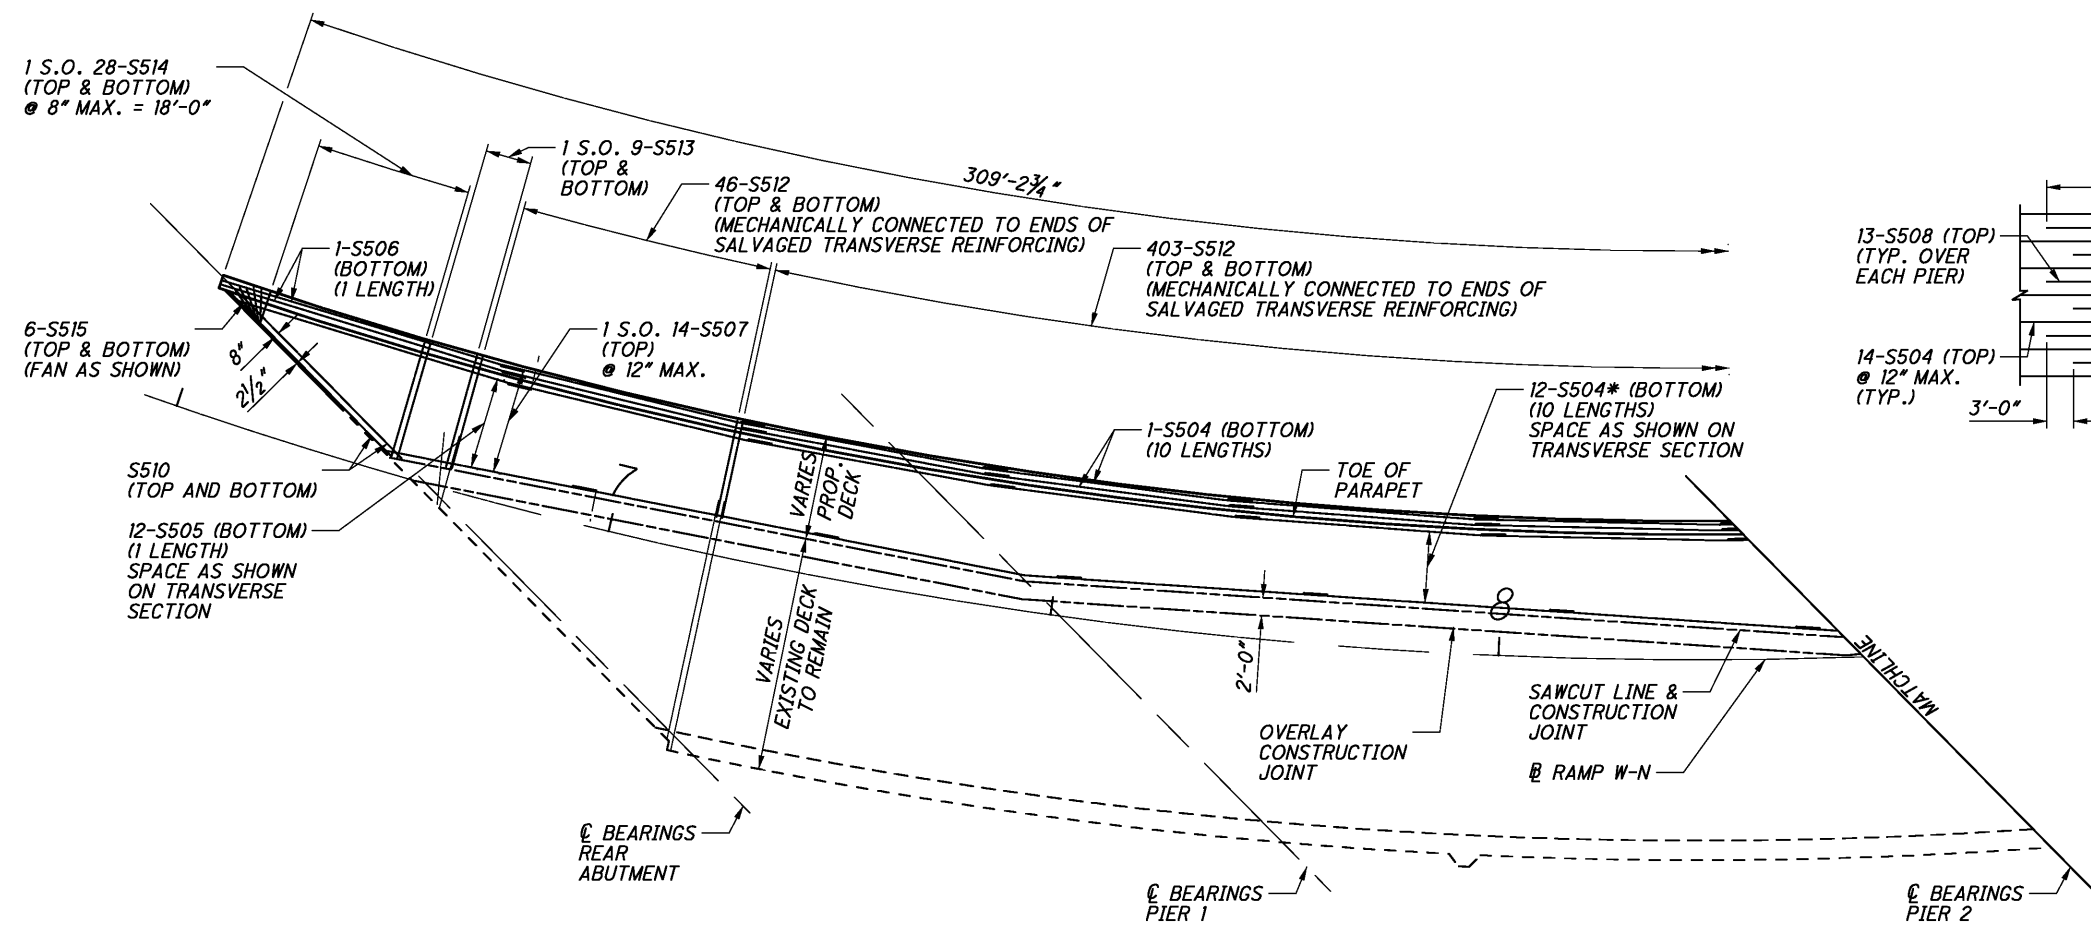 1 S.O. 28-S514
(TOP & BOTTOM)
@ 8" MAX. = 18'-0"
1 S.O. 9-S513
(TOP &
BOTTOM)
46-S512
(TOP & BOTTOM)
(MECHANICALLY CONNECTED TO ENDS OF
SALVAGED TRANSVERSE REINFORCING)
309'-2¾"
403-S512
(TOP & BOTTOM)
(MECHANICALLY CONNECTED TO ENDS OF
SALVAGED TRANSVERSE REINFORCING)
13-S508 (TOP)
(TYP. OVER
EACH PIER)
14-S504 (TOP)
@ 12" MAX.
(TYP.)
3'-0"
1-S506
(BOTTOM)
(1 LENGTH)
6-S515
(TOP & BOTTOM)
(FAN AS SHOWN)
8"
2½"
1 S.O. 14-S507
(TOP)
@ 12" MAX.
12-S504* (BOTTOM)
(10 LENGTHS)
SPACE AS SHOWN ON
TRANSVERSE SECTION
1-S504 (BOTTOM)
(10 LENGTHS)
TOE OF
PARAPET
S510
(TOP AND BOTTOM)
12-S505 (BOTTOM)
(1 LENGTH)
SPACE AS SHOWN
ON TRANSVERSE
SECTION
7
VARIES
PROP.
DECK
VARIES
EXISTING DECK
TO REMAIN
8
2'-0"
MATCHLINE
SAWCUT LINE &
CONSTRUCTION
JOINT
OVERLAY
CONSTRUCTION
JOINT
BL RAMP W-N
CL BEARINGS
REAR
ABUTMENT
CL BEARINGS
PIER 1
CL BEARINGS
PIER 2